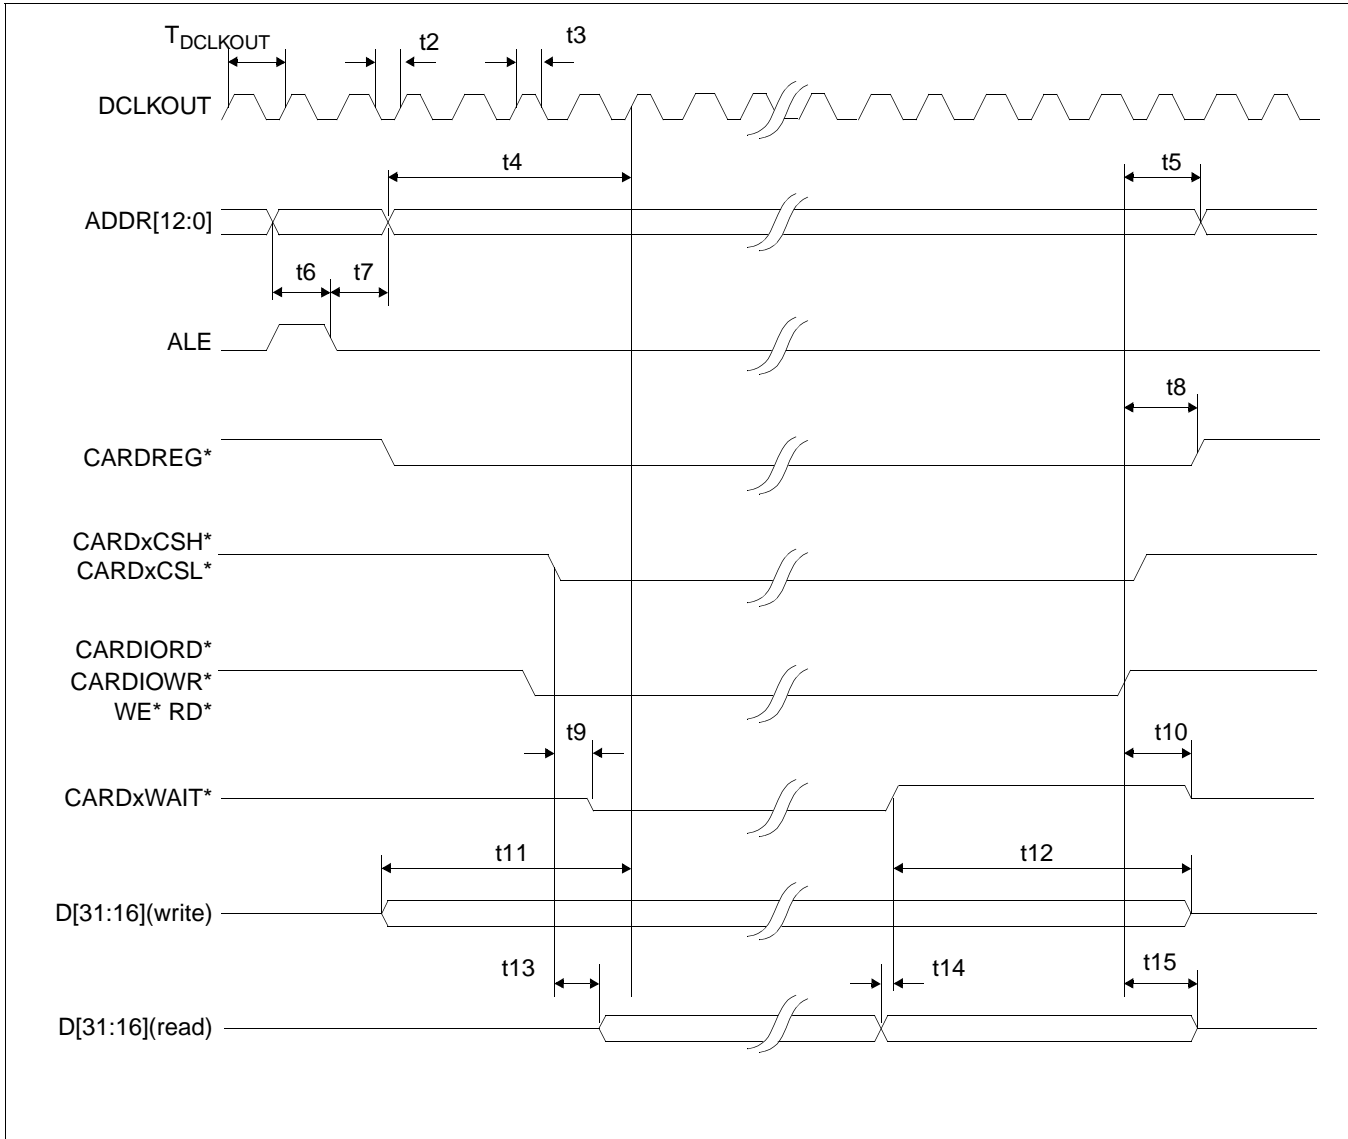 TDCLKOUT
t2
t3
DCLKOUT
t4
t5
ADDR[12:0]
t6
t7
ALE
t8
CARDREG*
CARDxCSH*
CARDxCSL*
CARDIORD*
CARDIOWR*
WE* RD*
t9
t10
CARDxWAIT*
t11
t12
D[31:16](write)
t13
t14
t15
D[31:16](read)